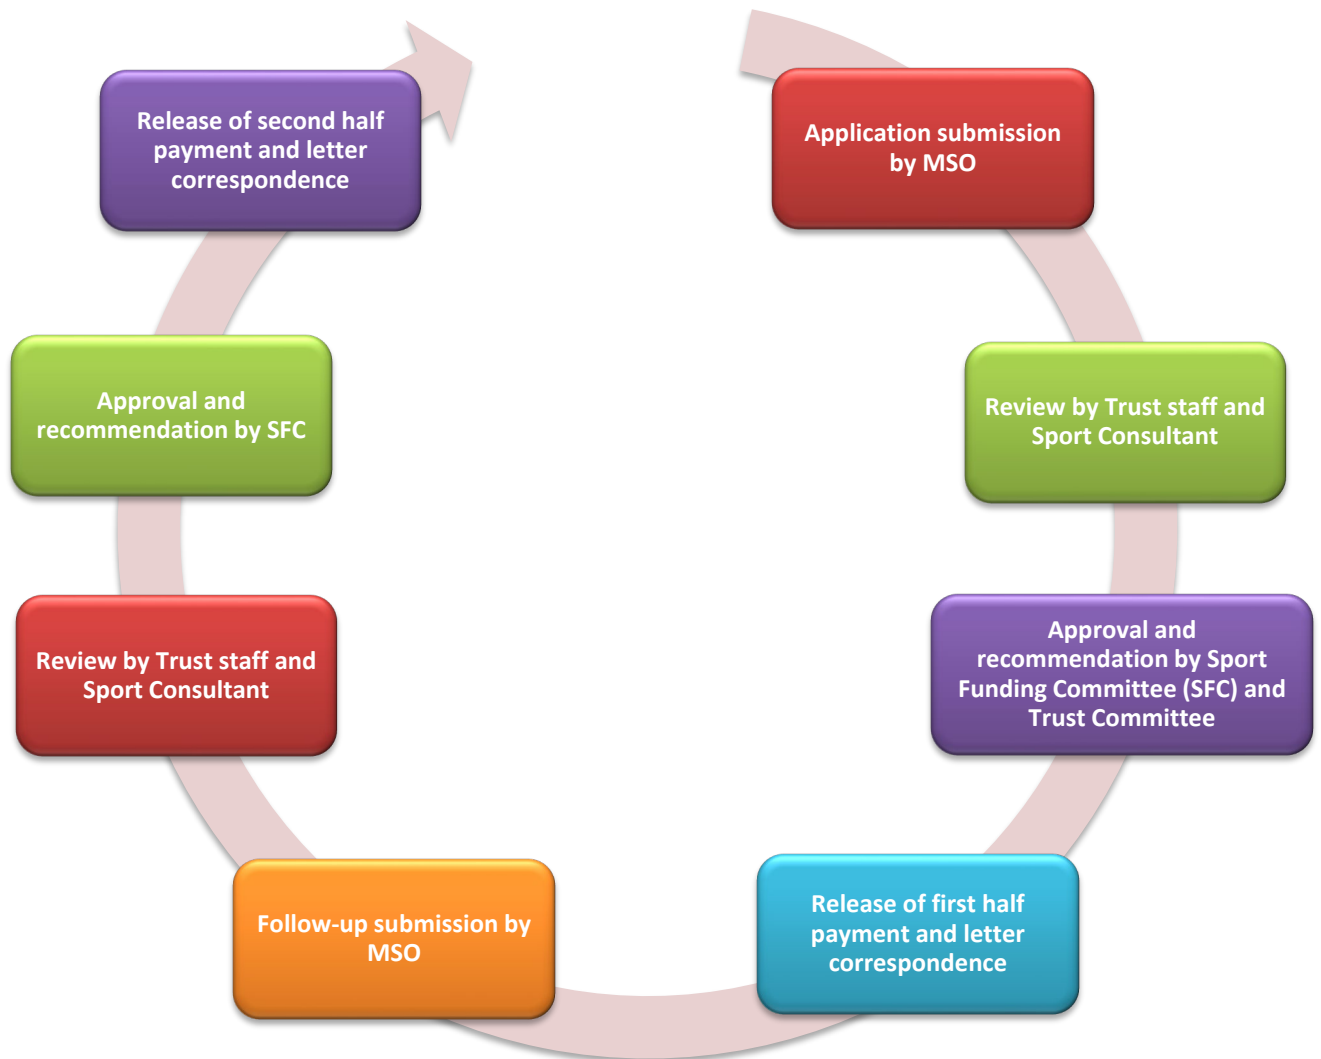 Application submission
by MSO
Review by Trust staff and
Sport Consultant
Approval and
recommendation by Sport
Funding Committee (SFC) and
Trust Committee
Release of first half
payment and letter
correspondence
Follow-up submission by
MSO
Review by Trust staff and
Sport Consultant
Approval and
recommendation by SFC
Release of second half
payment and letter
correspondence